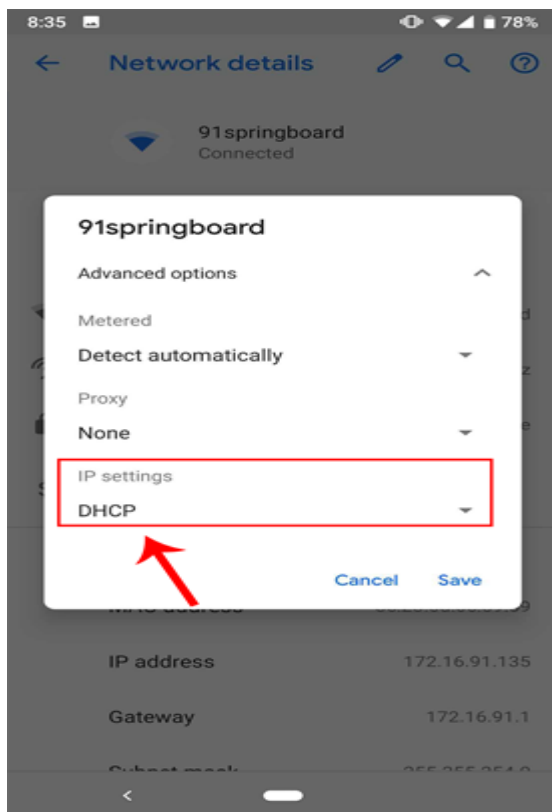 8:35 78%
Network details
91springboard
Connected
91springboard
Advanced options
Metered
Detect automatically
Proxy
None
IP settings
DHCP
Cancel Save
IP address 172.16.91.135
Gateway 172.16.91.1